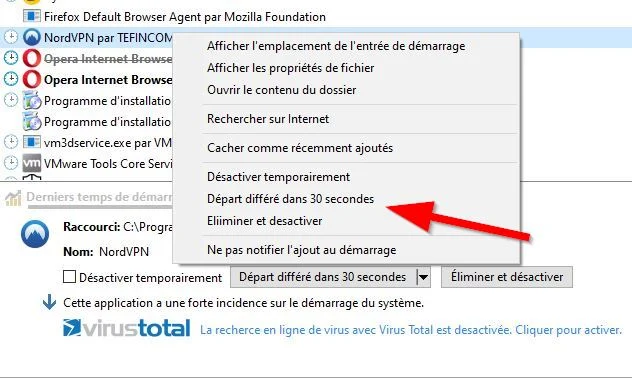 Firefox Default Browser Agent par Mozilla Foundation
NordVPN par TEFINCOM
Afficher l'emplacement de l'entrée de démarrage
Opera Internet Browse
Afficher les propriétés de fichier
Opera Internet Browse
Ouvrir le contenu du dossier
Programme d'installation
Rechercher sur Internet
Programme d'installation
vm3dservice.exe par VM
Cacher comme récemment ajoutés
VMware Tools Core Servi
Désactiver temporairement
Derniers temps de démarr
Départ différé dans 30 secondes
Eliiminer et desactiver
Raccourci: C:\Progra
Nom: NordVPN
Ne pas notifier l'ajout au démarrage
Désactiver temporairement Départ différé dans 30 secondes Éliminer et désactiver
Cette application a une forte incidence sur le démarrage du système.
virustotal La recherce en ligne de virus avec Virus Total est desactivée. Cliquer pour activer.